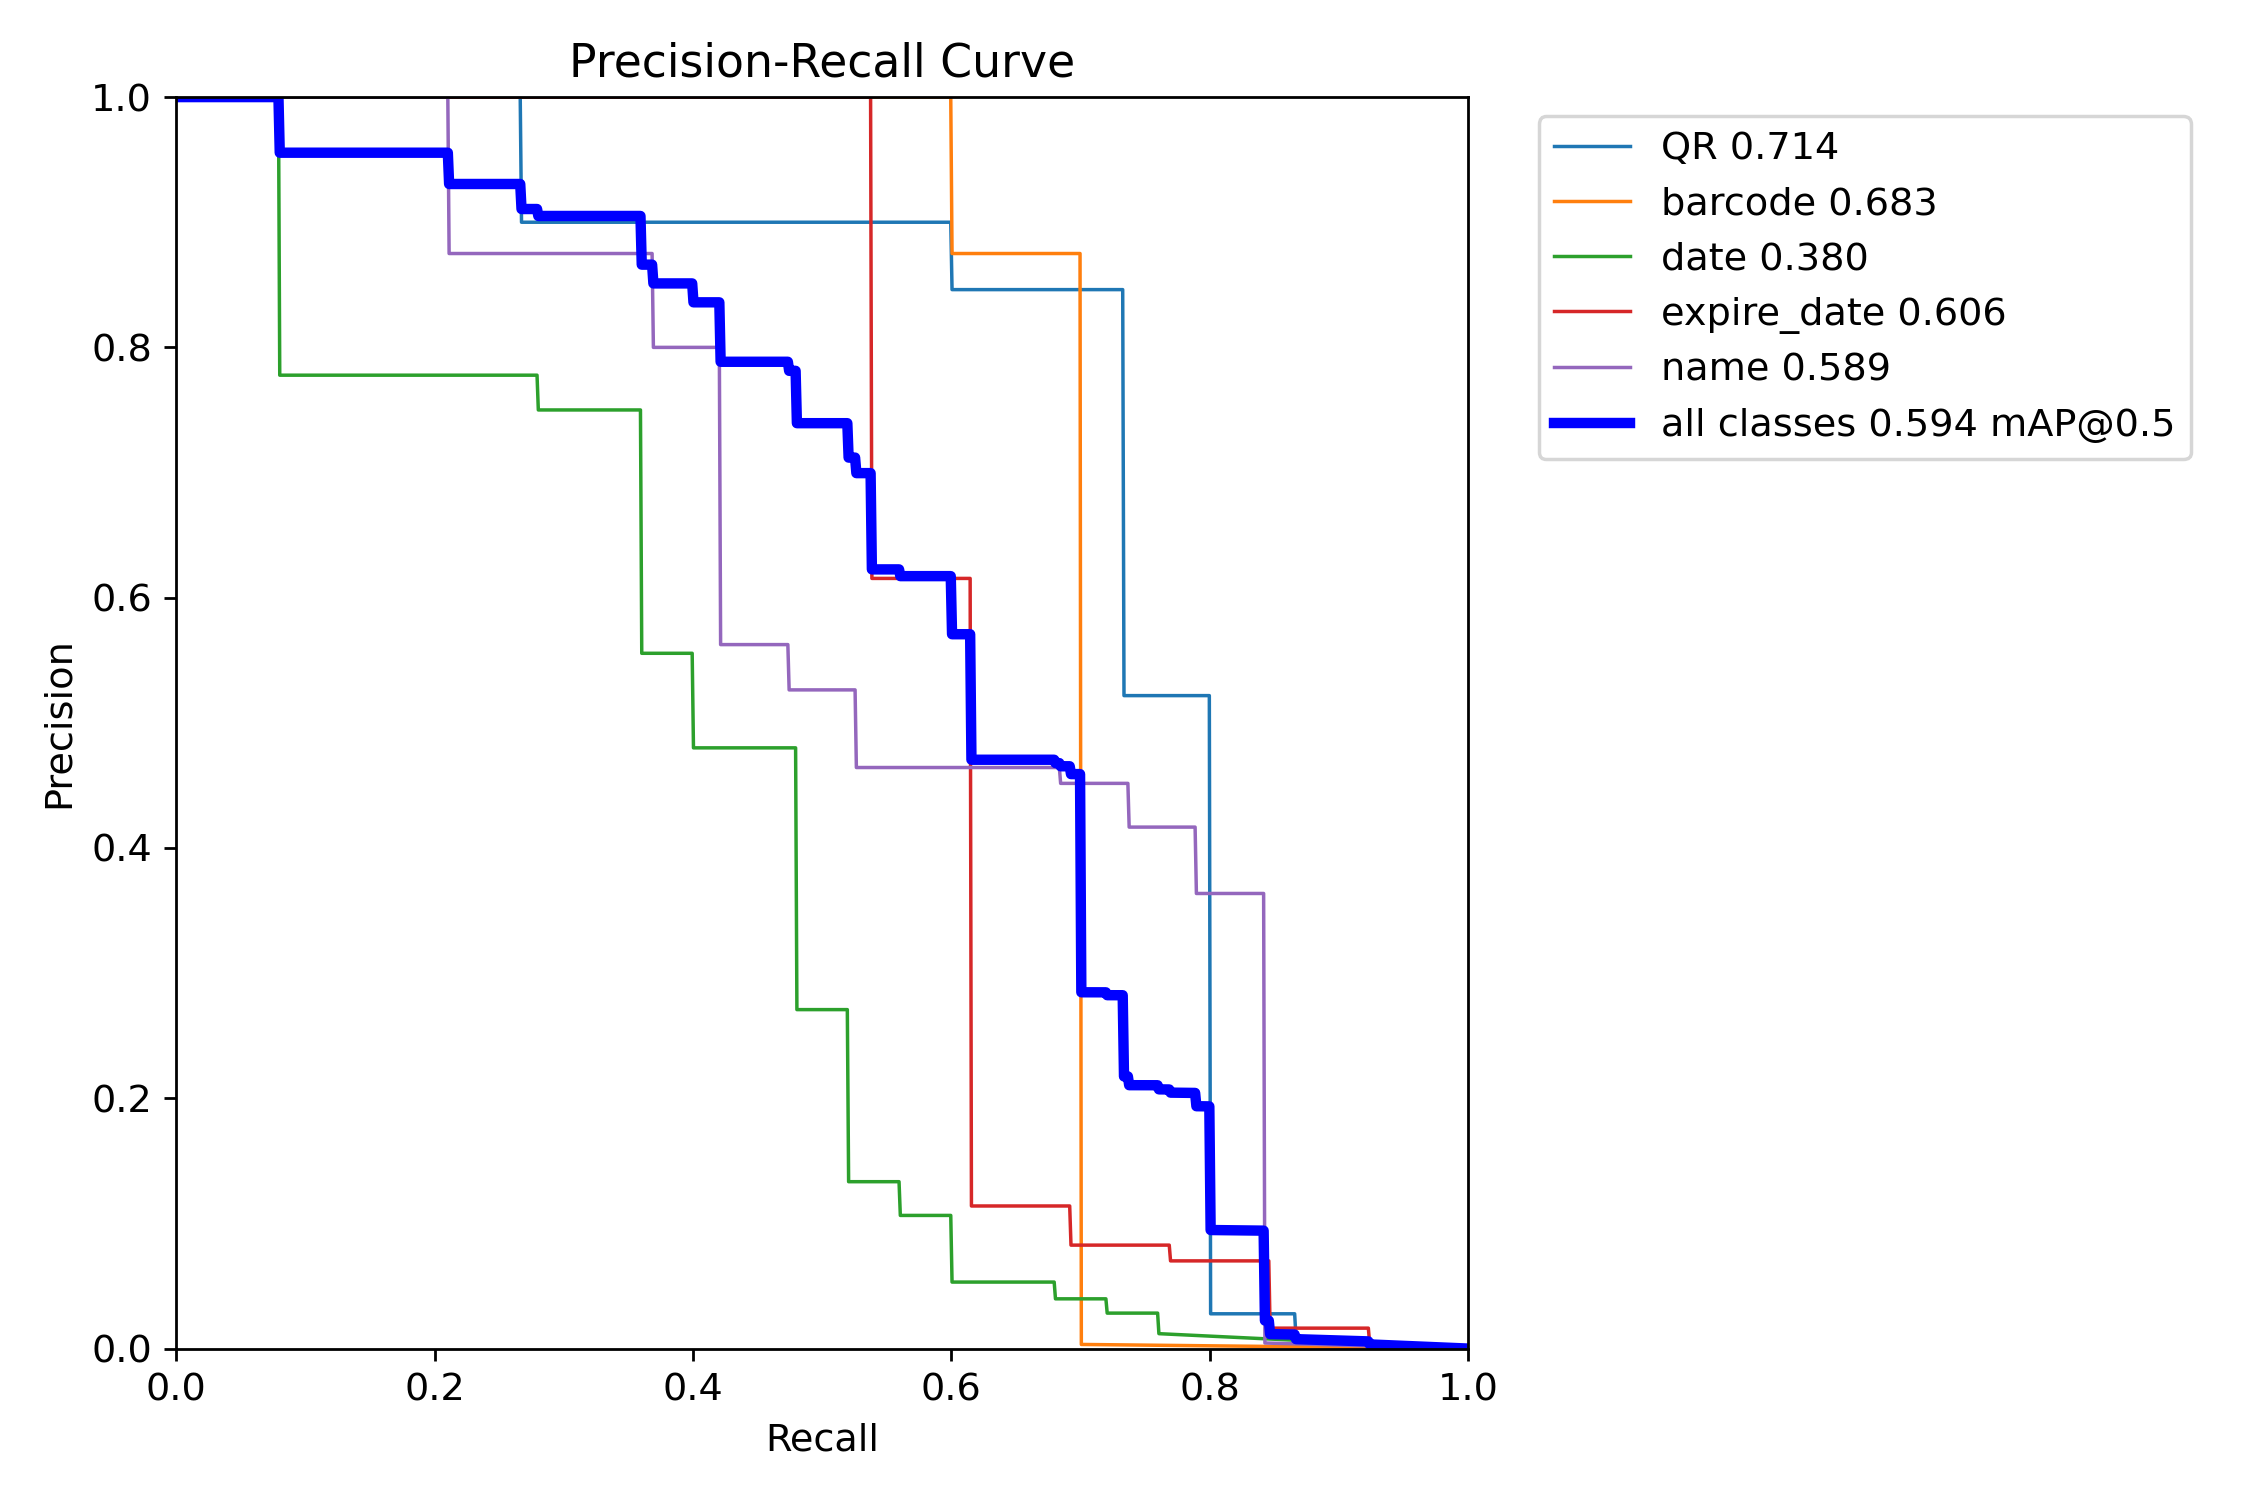 Precision-Recall Curve
1.0
0.8
0.6
0.4
0.2
0.0
Precision
0.0 0.2 0.4 0.6 0.8 1.0
Recall
QR 0.714
barcode 0.683
date 0.380
expire_date 0.606
name 0.589
all classes 0.594 mAP@0.5